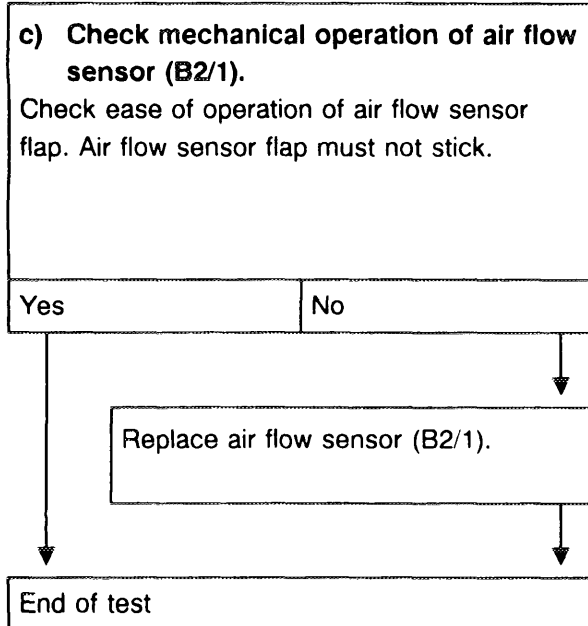 c) Check mechanical operation of air flow
sensor (B2/1).
Check ease of operation of air flow sensor
flap. Air flow sensor flap must not stick.
Yes
No
Replace air flow sensor (B2/1).
End of test